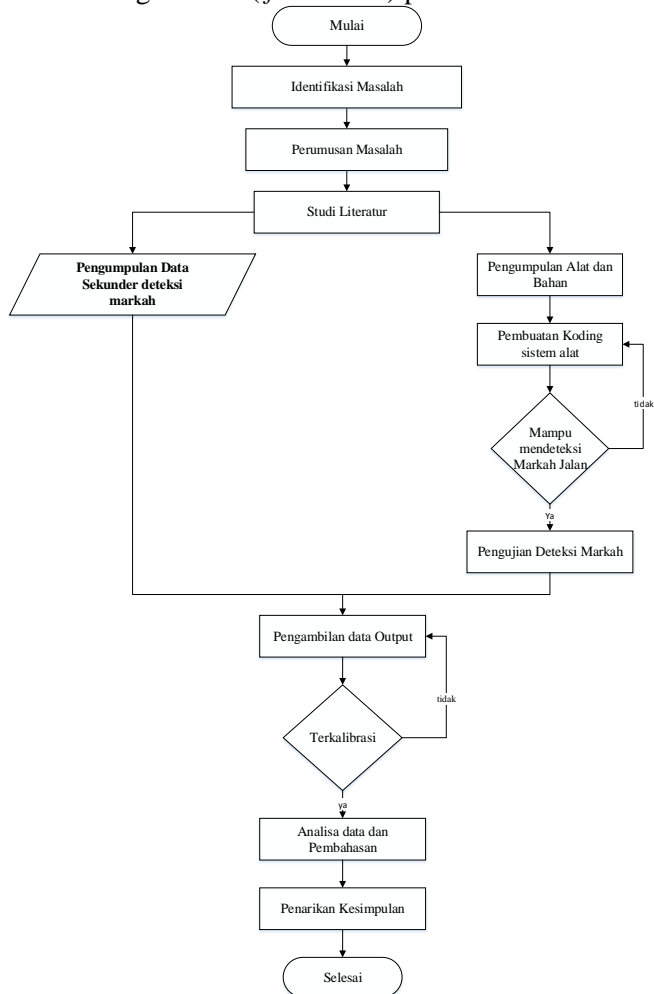 Mulai
Identifikasi Masalah
Perumusan Masalah
Studi Literatur
Pengumpulan Data
Sekunder deteksi
markah
Pengumpulan Alat dan
Bahan
Pembuatan Koding
sistem alat
tidak
Mampu
mendeteksi
Markah Jalan
Ya
Pengujian Deteksi Markah
Pengambilan data Output
tidak
Terkalibrasi
ya
Analisa data dan
Pembahasan
Penarikan Kesimpulan
Selesai